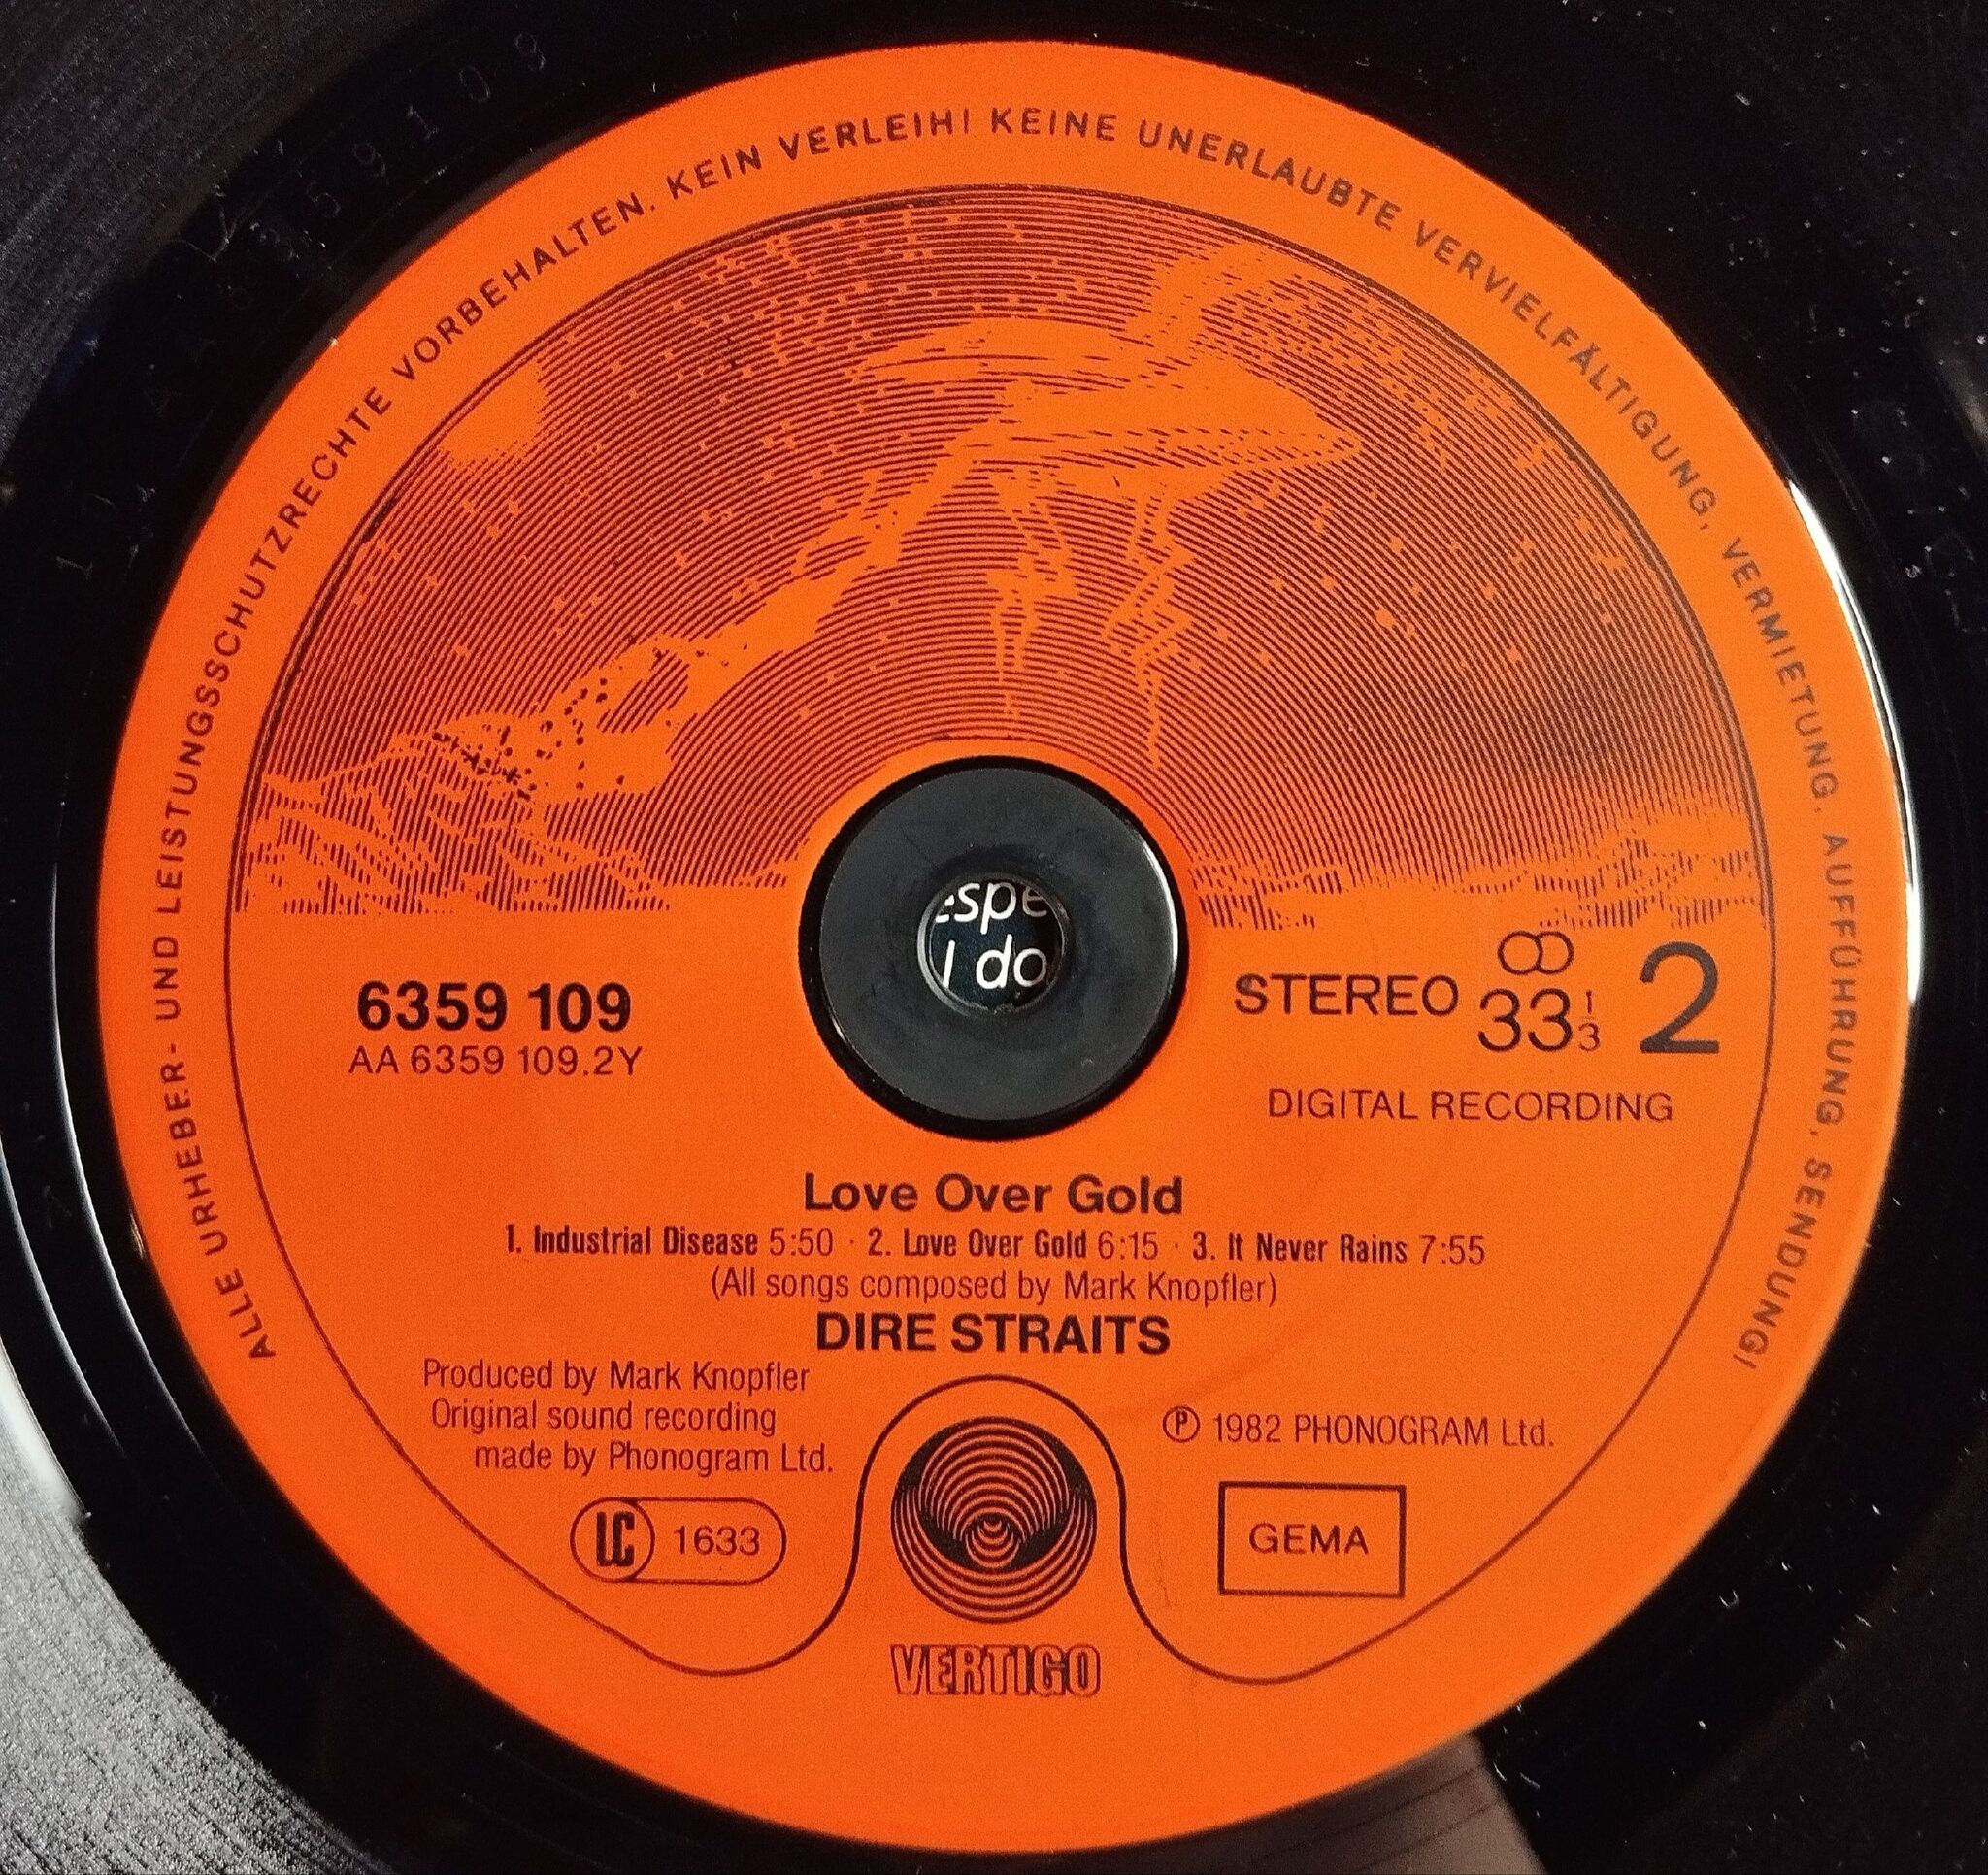 ALLE URHEBER- UND LEISTUNGSSCHUTZRECHTE VORBEHALTEN. KEIN VERLEIH! KEINE UNERLAUBTE VERVIELFÄLTIGUNG, VERMIETUNG, AUFFÜHRUNG, SENDUNG!
6359 109
AA 6359 109.2Y
STEREO 33 1/3 2
DIGITAL RECORDING
Love Over Gold
1. Industrial Disease 5:50 · 2. Love Over Gold 6:15 · 3. It Never Rains 7:55
(All songs composed by Mark Knopfler)
DIRE STRAITS
Produced by Mark Knopfler
Original sound recording
made by Phonogram Ltd.
℗ 1982 PHONOGRAM Ltd.
LC 1633
GEMA
VERTIGO